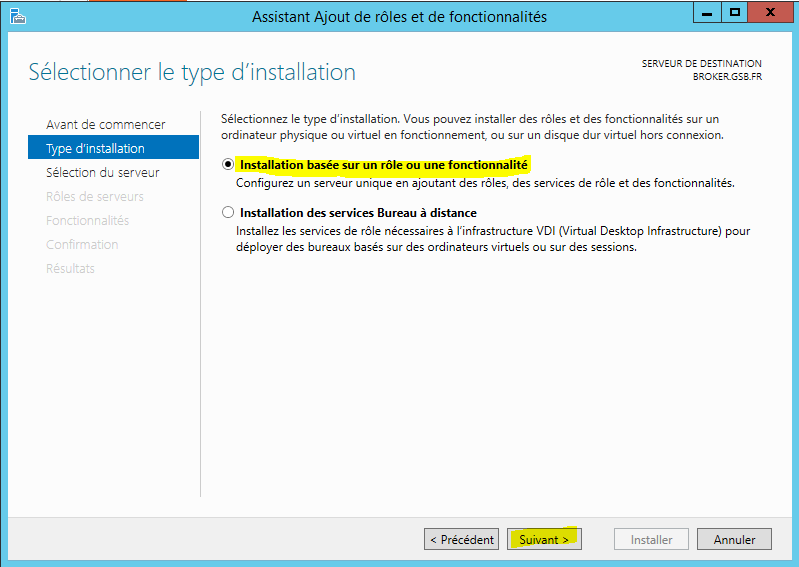 Assistant Ajout de rôles et de fonctionnalités
Sélectionner le type d’installation
SERVEUR DE DESTINATION
BROKER.GSB.FR
Avant de commencer
Type d’installation
Sélection du serveur
Rôles de serveurs
Fonctionnalités
Confirmation
Résultats
Sélectionnez le type d’installation. Vous pouvez installer des rôles et des fonctionnalités sur un
ordinateur physique ou virtuel en fonctionnement, ou sur un disque dur virtuel hors connexion.
Installation basée sur un rôle ou une fonctionnalité
Configurez un serveur unique en ajoutant des rôles, des services de rôle et des fonctionnalités.
Installation des services Bureau à distance
Installez les services de rôle nécessaires à l’infrastructure VDI (Virtual Desktop Infrastructure) pour
déployer des bureaux basés sur des ordinateurs virtuels ou sur des sessions.
< Précédent
Suivant >
Installer
Annuler